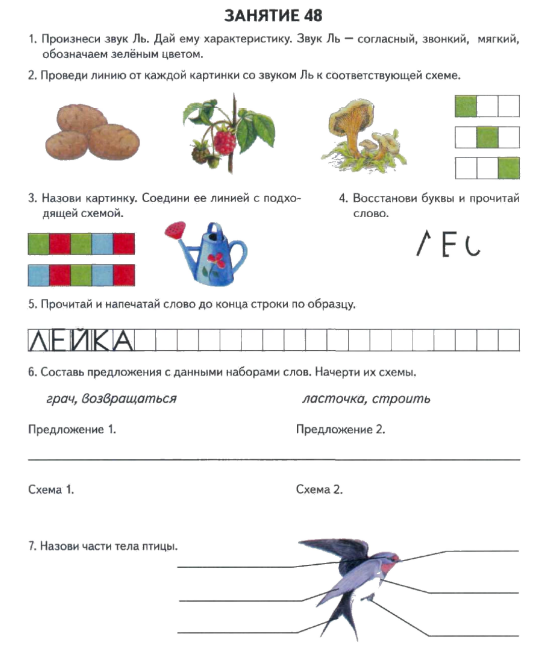 ЗАНЯТИЕ 48
1. Произнеси звук Ль. Дай ему характеристику. Звук Ль — согласный, звонкий, мягкий,
обозначаем зелёным цветом.
2. Проведи линию от каждой картинки со звуком Ль к соответствующей схеме.
3. Назови картинку. Соедини ее линией с подхо-
дящей схемой.
4. Восстанови буквы и прочитай
слово.
ЛЕС
5. Прочитай и напечатай слово до конца строки по образцу.
ЛЕЙКА
6. Составь предложения с данными наборами слов. Начерти их схемы.
грач, возвращаться
ласточка, строить
Предложение 1.
Предложение 2.
Схема 1.
Схема 2.
7. Назови части тела птицы.